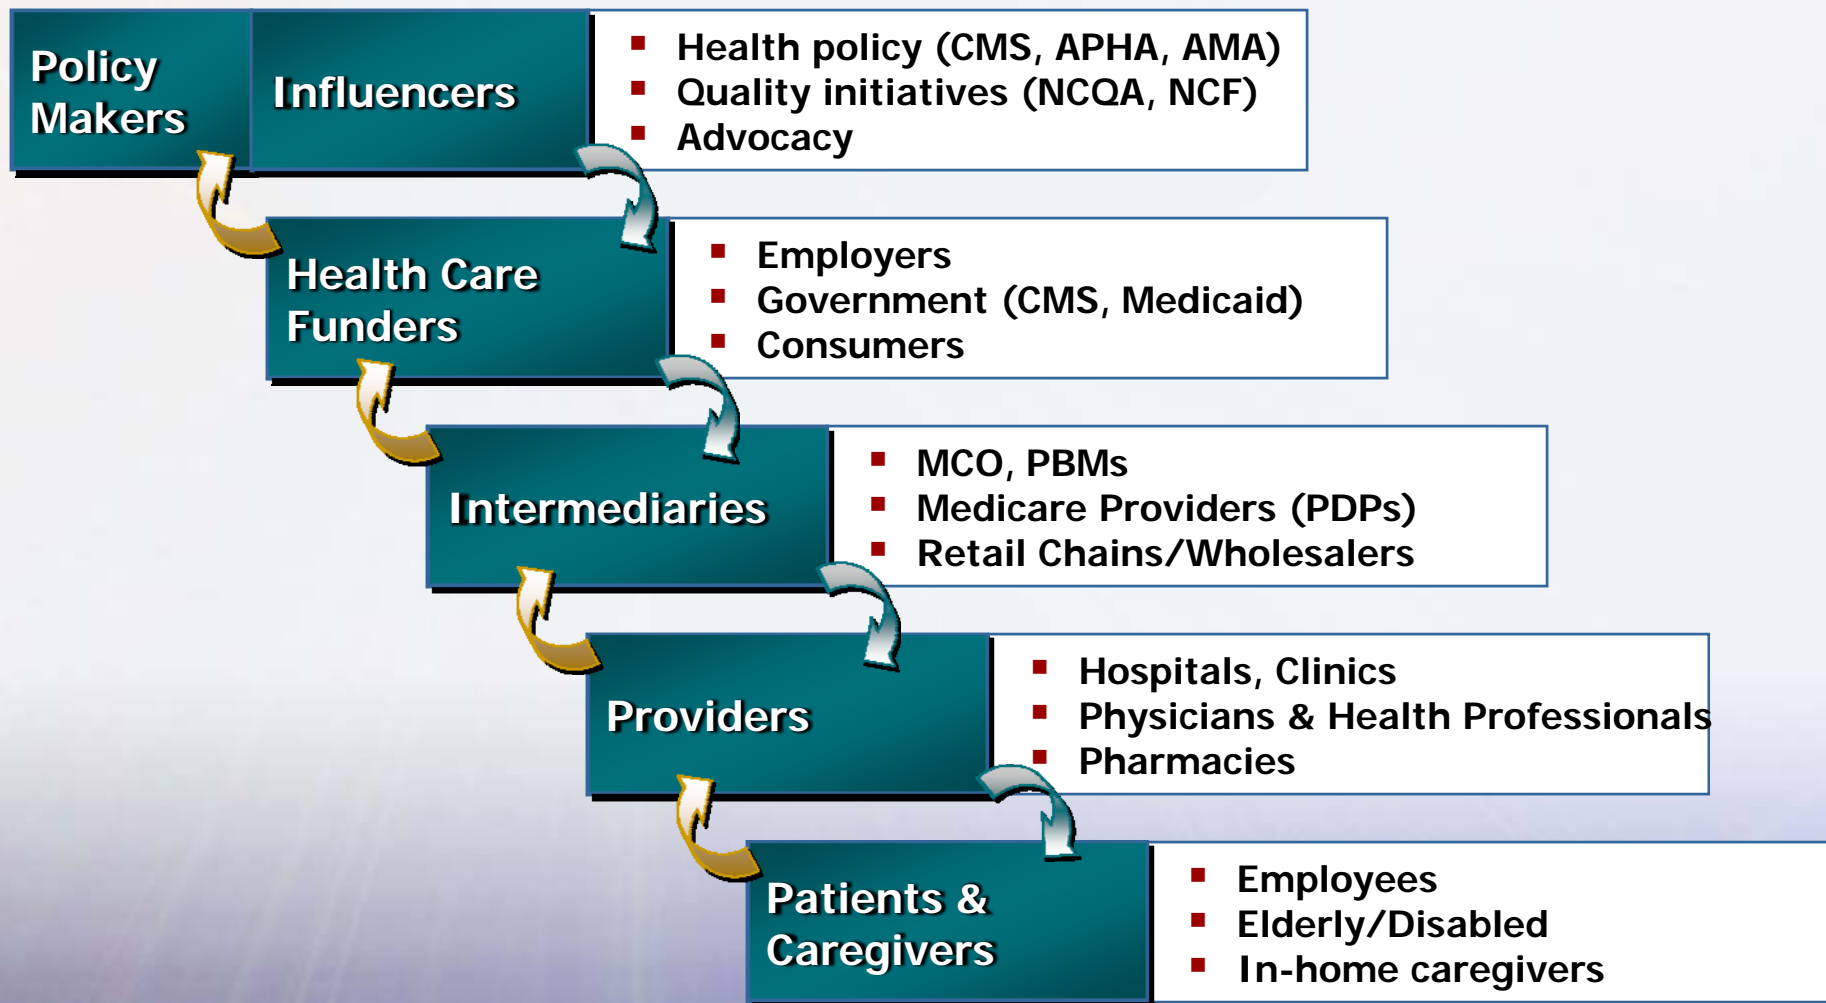 Policy
Makers
Influencers
Health policy (CMS, APHA, AMA)
Quality initiatives (NCQA, NCF)
Advocacy
Health Care
Funders
Employers
Government (CMS, Medicaid)
Consumers
Intermediaries
MCO, PBMs
Medicare Providers (PDPs)
Retail Chains/Wholesalers
Providers
Hospitals, Clinics
Physicians & Health Professionals
Pharmacies
Patients &
Caregivers
Employees
Elderly/Disabled
In-home caregivers